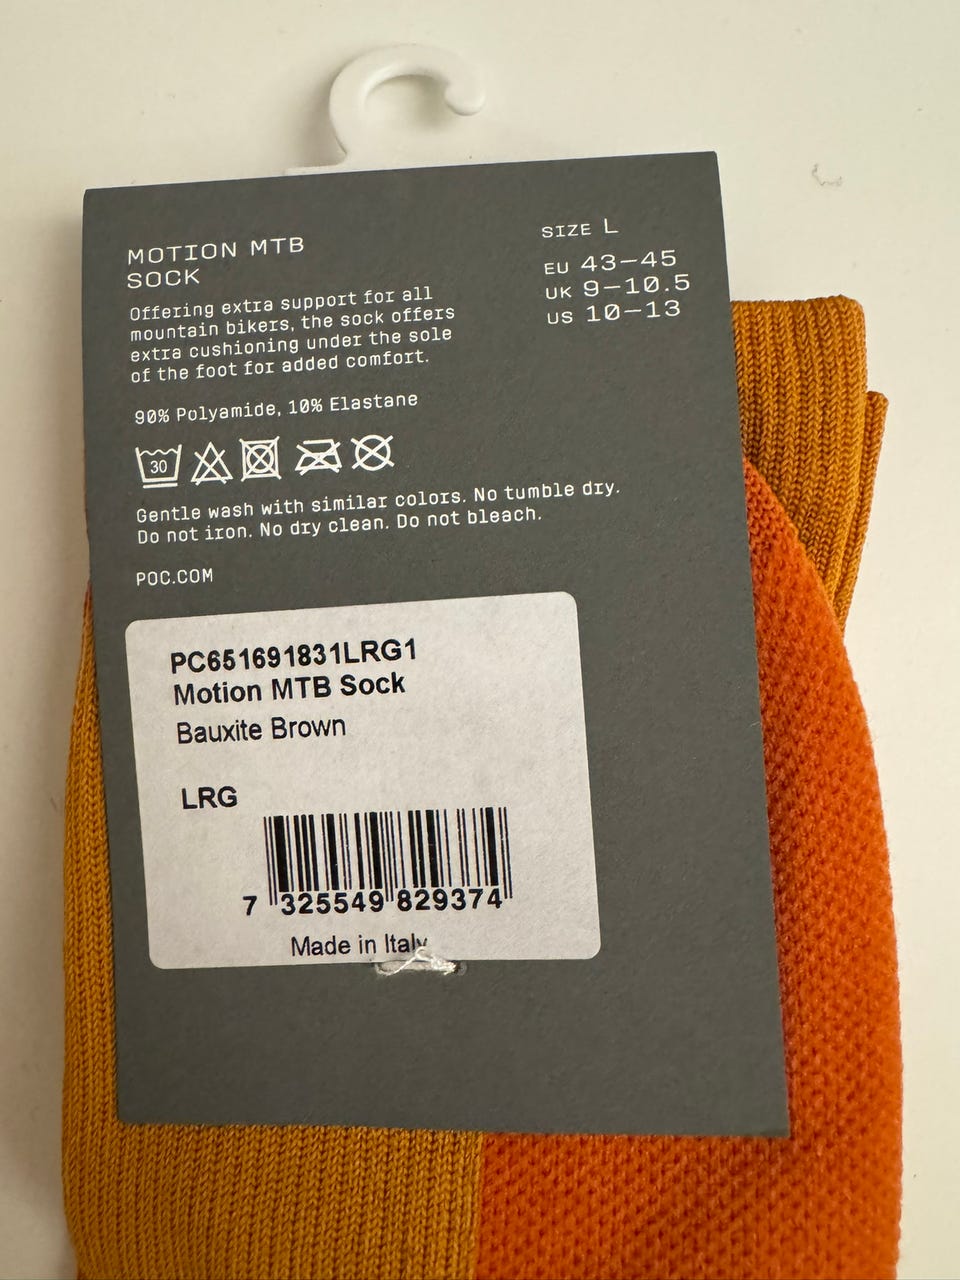 MOTION MTB
SOCK
Offering extra support for all
mountain bikers, the sock offers
extra cushioning under the sole
of the foot for added comfort.
90% Polyamide, 10% Elastane
30
Gentle wash with similar colors. No tumble dry.
Do not iron. No dry clean. Do not bleach.
POC.COM
SIZE L
EU 43–45
UK 9–10.5
US 10–13
PC651691831LRG1
Motion MTB Sock
Bauxite Brown
LRG
7 325549 829374
Made in Italy